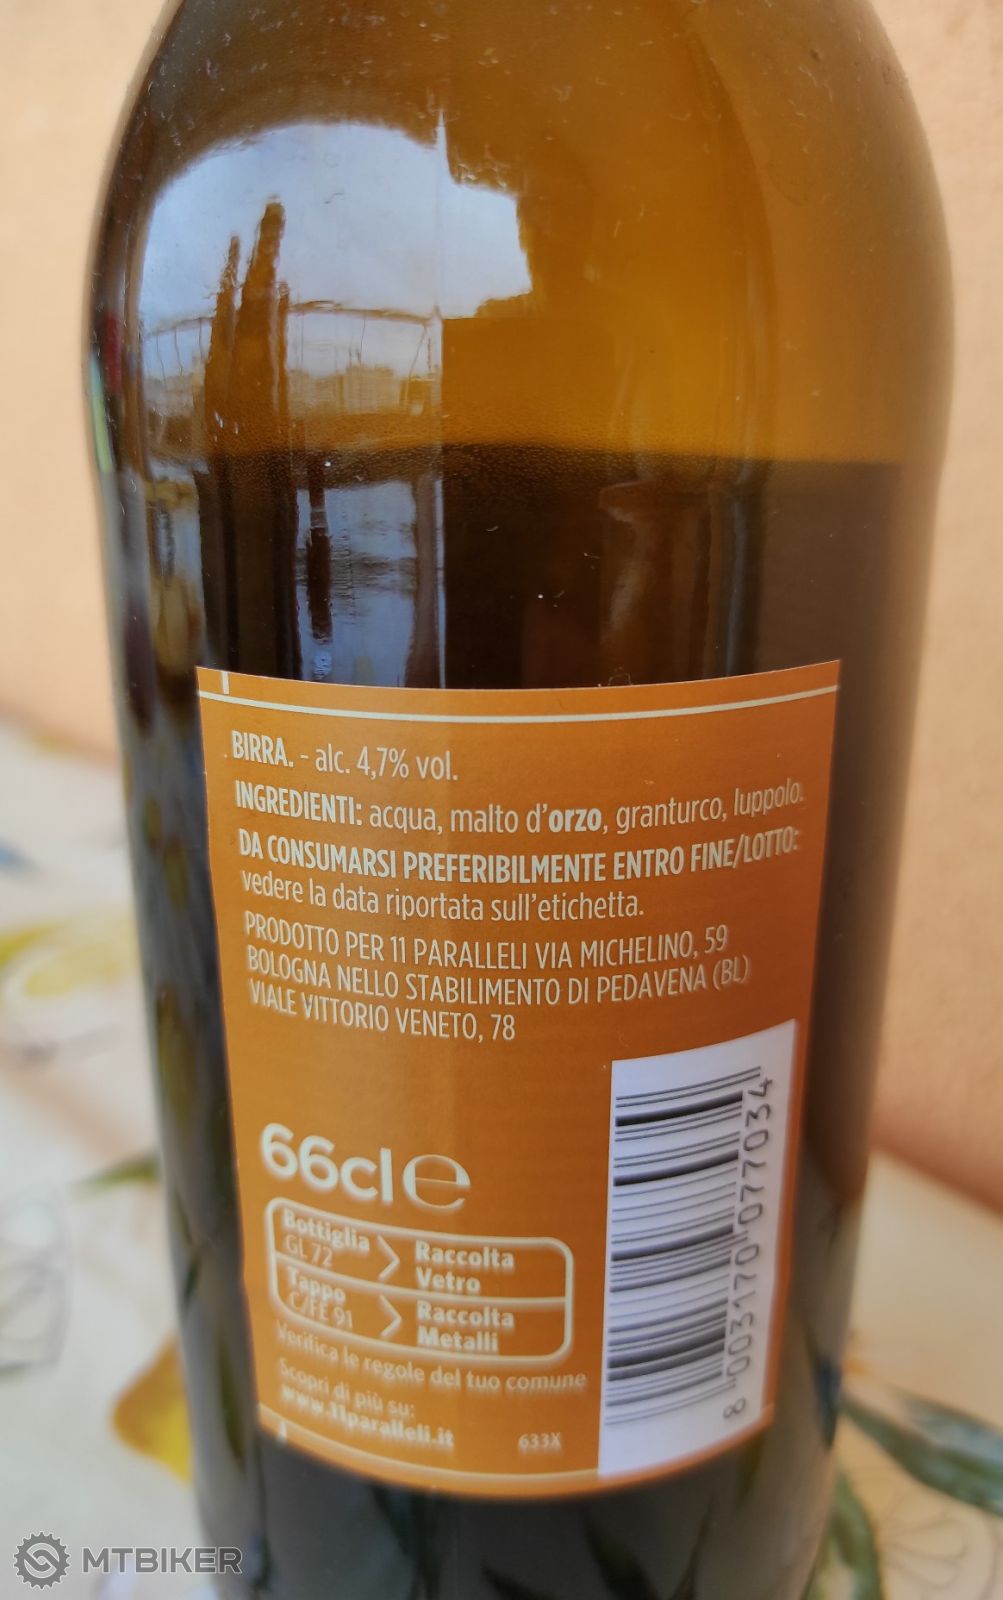 BIRRA. - alc. 4,7% vol.
INGREDIENTI: acqua, malto d'orzo, granturco, luppolo.
DA CONSUMARSI PREFERIBILMENTE ENTRO FINE/LOTTO:
vedere la data riportata sull'etichetta.
PRODOTTO PER 11 PARALLELI VIA MICHELINO, 59
BOLOGNA NELLO STABILIMENTO DI PEDAVENA (BL)
VIALE VITTORIO VENETO, 78
66cl e
Bottiglia
GL 72
Raccolta
Vetro
Tappo
C/FE 91
Raccolta
Metalli
Verifica le regole del tuo comune
Scopri di più su:
www.11paralleli.it
633X
8 003170 077034
MTBIKER